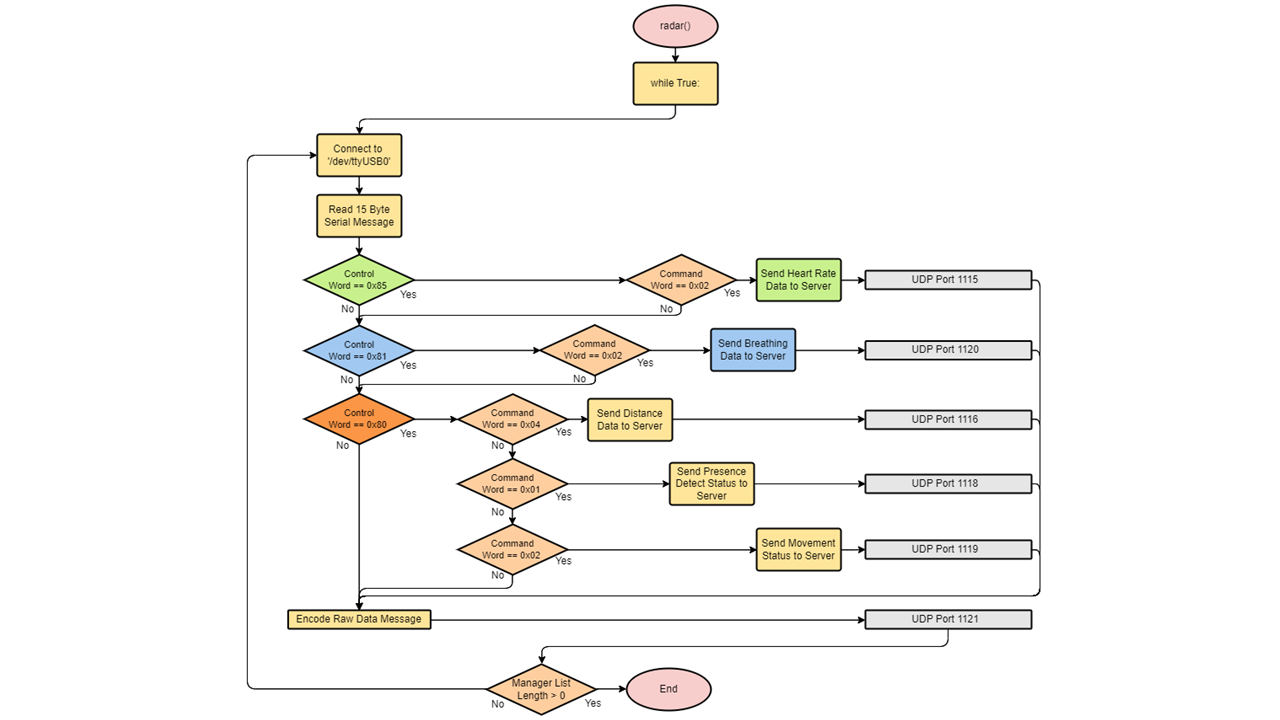 radar()
while True:
Connect to
'/dev/ttyUSB0'
Read 15 Byte
Serial Message
Control
Word == 0x85
Yes
No
Command
Word == 0x02
Yes
No
Send Heart Rate
Data to Server
UDP Port 1115
Control
Word == 0x81
Yes
No
Command
Word == 0x02
Yes
No
Send Breathing
Data to Server
UDP Port 1120
Control
Word == 0x80
Yes
No
Command
Word == 0x04
Yes
No
Send Distance
Data to Server
UDP Port 1116
Command
Word == 0x01
Yes
No
Send Presence
Detect Status to
Server
UDP Port 1118
Command
Word == 0x02
Yes
No
Send Movement
Status to Server
UDP Port 1119
Encode Raw Data Message
UDP Port 1121
Manager List
Length > 0
No
Yes
End